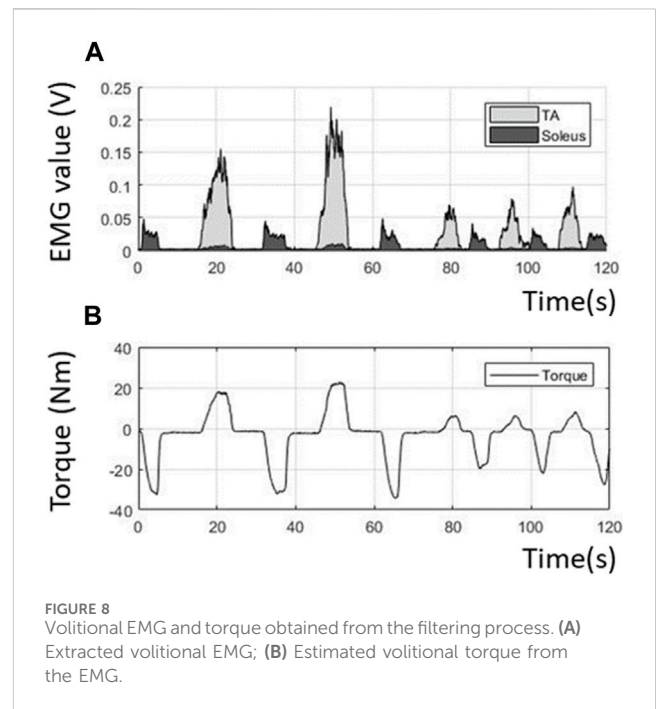 A
EMG value (V)
0.25
0.2
0.15
0.1
0.05
0
TA
Soleus
0 20 40 60 80 100 120
Time(s)
B
Torque (Nm)
40
20
0
-20
-40
Torque
0 20 40 60 80 100 120
Time(s)
FIGURE 8
Volitional EMG and torque obtained from the filtering process. (A)
Extracted volitional EMG; (B) Estimated volitional torque from
the EMG.